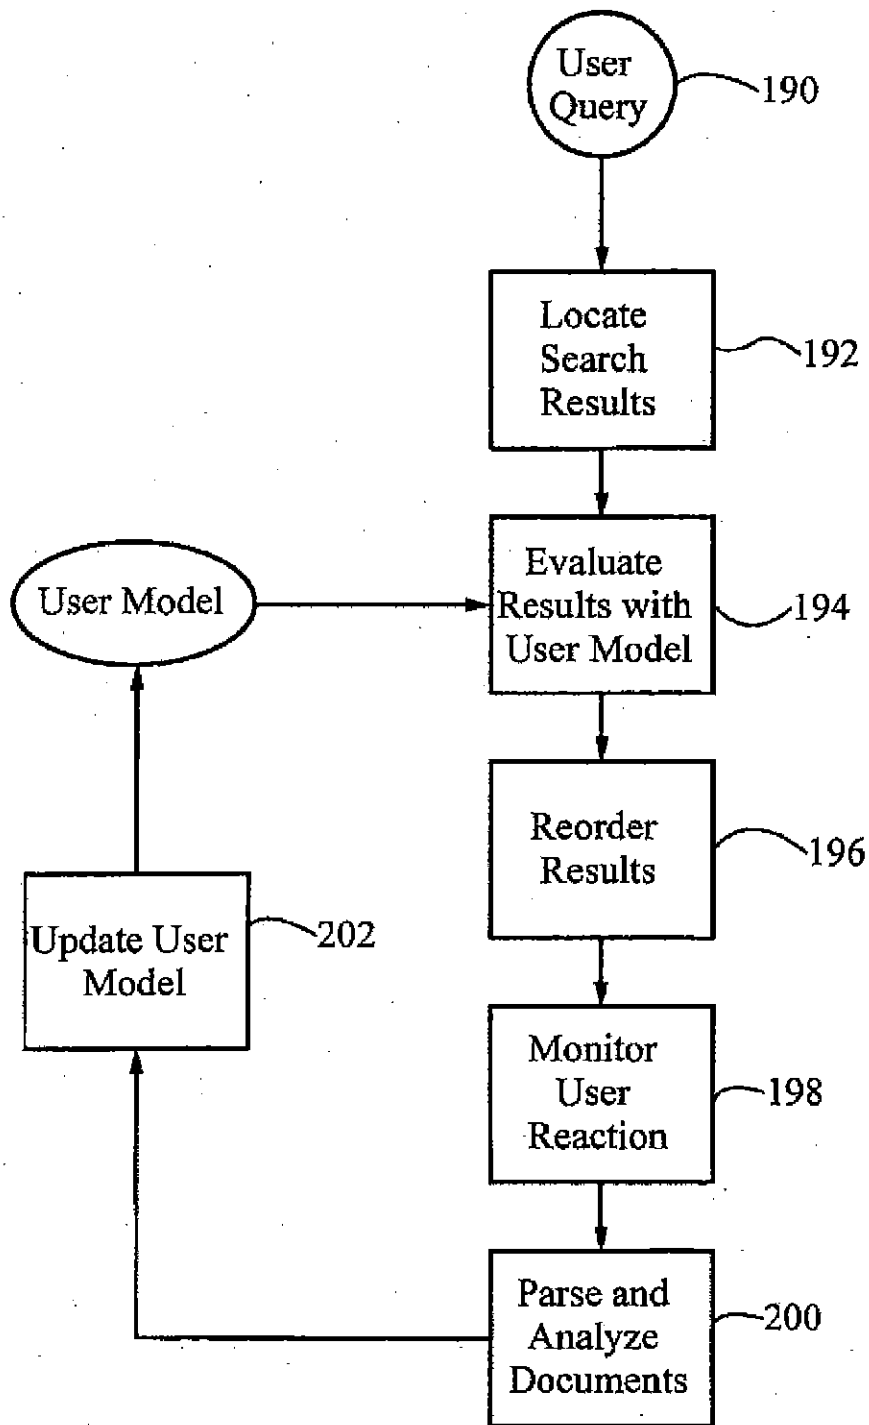 User
Query
190
Locate
Search
Results
192
Evaluate
Results with
User Model
194
User Model
Reorder
Results
196
Update User
Model
202
Monitor
User
Reaction
198
Parse and
Analyze
Documents
200